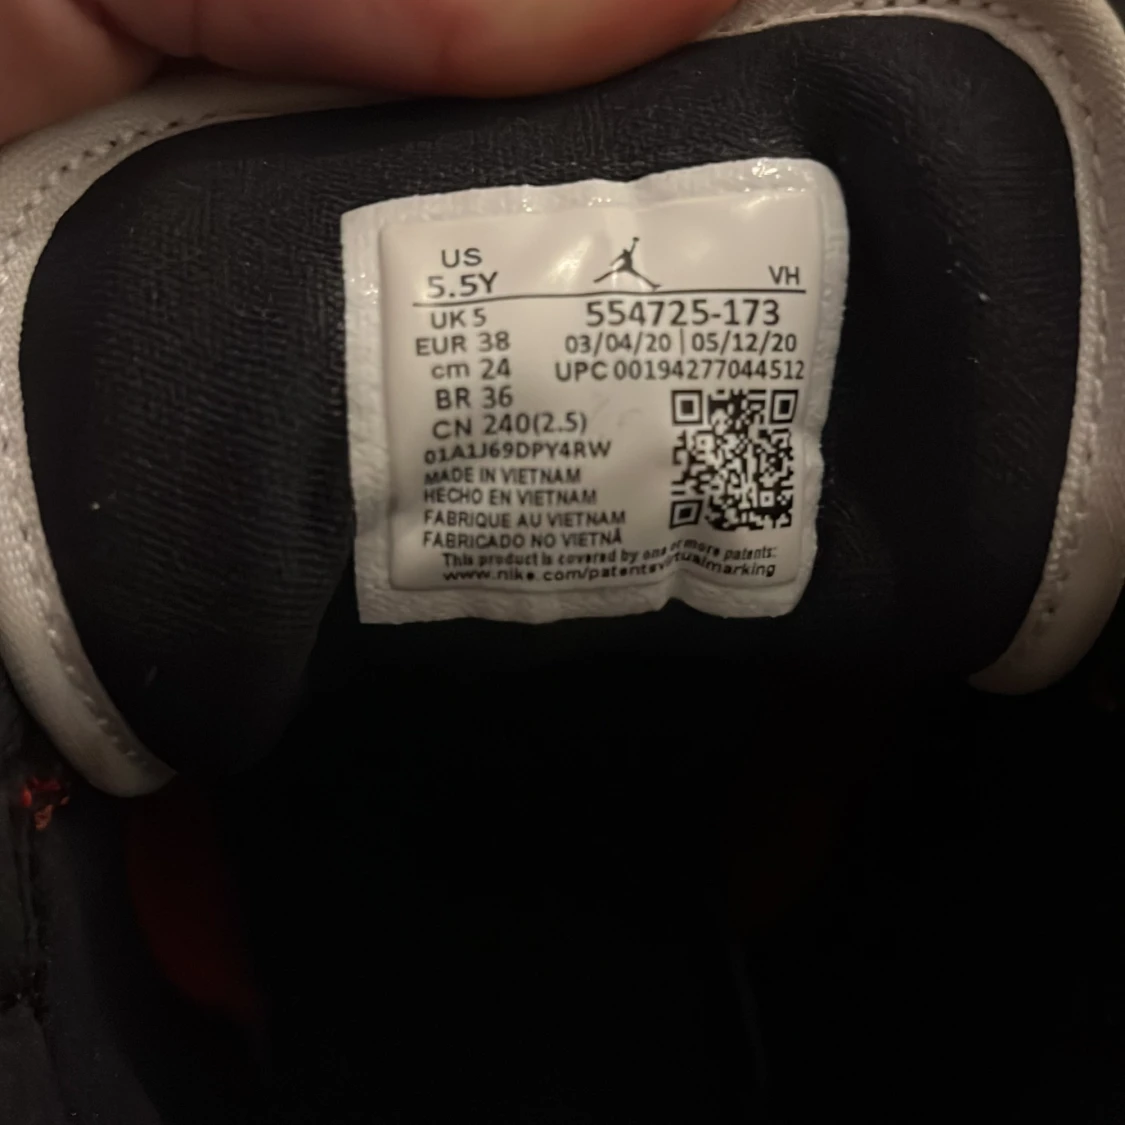 US
5.5Y
VH
UK 5
554725-173
EUR 38
03/04/20 | 05/12/20
cm 24
UPC 00194277044512
BR 36
CN 240(2.5)
01A1J69DPY4RW
MADE IN VIETNAM
HECHO EN VIETNAM
FABRIQUE AU VIETNAM
FABRICADO NO VIETNÃ
This product is covered by one or more patents:
www.nike.com/patentsvirtualmarking